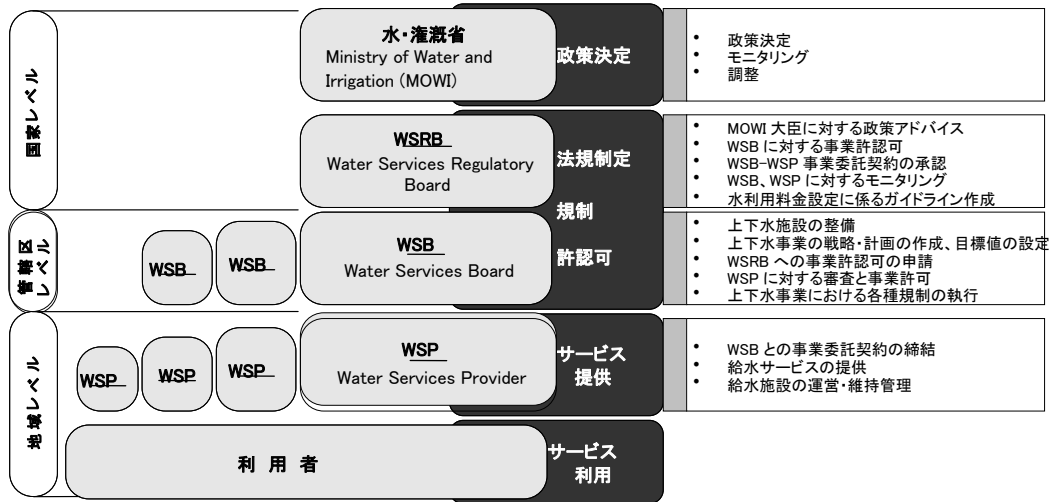 国家レベル
水・潅漑省
Ministry of Water and
Irrigation (MOWI)
政策決定
• 政策決定
• モニタリング
• 調整
WSRB
Water Services Regulatory
Board
法規制定
• MOWI 大臣に対する政策アドバイス
• WSB に対する事業許認可
• WSB-WSP 事業委託契約の承認
• WSB、WSP に対するモニタリング
• 水利用料金設定に係るガイドライン作成
規制
管轄区
レベル
WSB
WSB
WSB
Water Services Board
許認可
• 上下水施設の整備
• 上下水事業の戦略・計画の作成、目標値の設定
• WSRB への事業許認可の申請
• WSP に対する審査と事業許可
• 上下水事業における各種規制の執行
地域レベル
WSP
WSP
WSP
WSP
Water Services Provider
サービス
提供
• WSB との事業委託契約の締結
• 給水サービスの提供
• 給水施設の運営・維持管理
利 用 者
サービス
利用